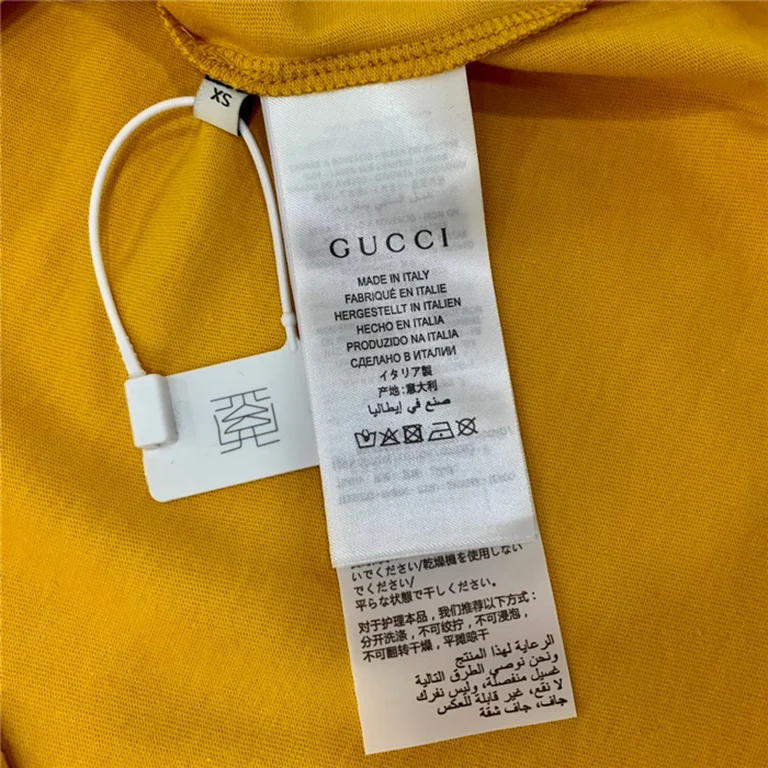 XS
GUCCI
MADE IN ITALY
FABRIQUÉ EN ITALIE
HERGESTELLT IN ITALIEN
HECHO EN ITALIA
PRODUZIDO NA ITALIA
СДЕЛАНО В ИТАЛИИ
イタリア製
产地:意大利
صنع في إيطاليا
いでください/乾燥機を使用しない
でください/
平らな状態で干しください。
对于护理本品，我们推荐以下方式：
分开洗涤，不可绞拧，不可浸泡，
不可翻转干燥，平摊晾干
الرعاية لهذا المنتج
ونحن نوصي الطرق التالية
غسيل منفصلة، وليس نفرك
لا نقع، غير قابلة للعكس
جاف، جاف شقة